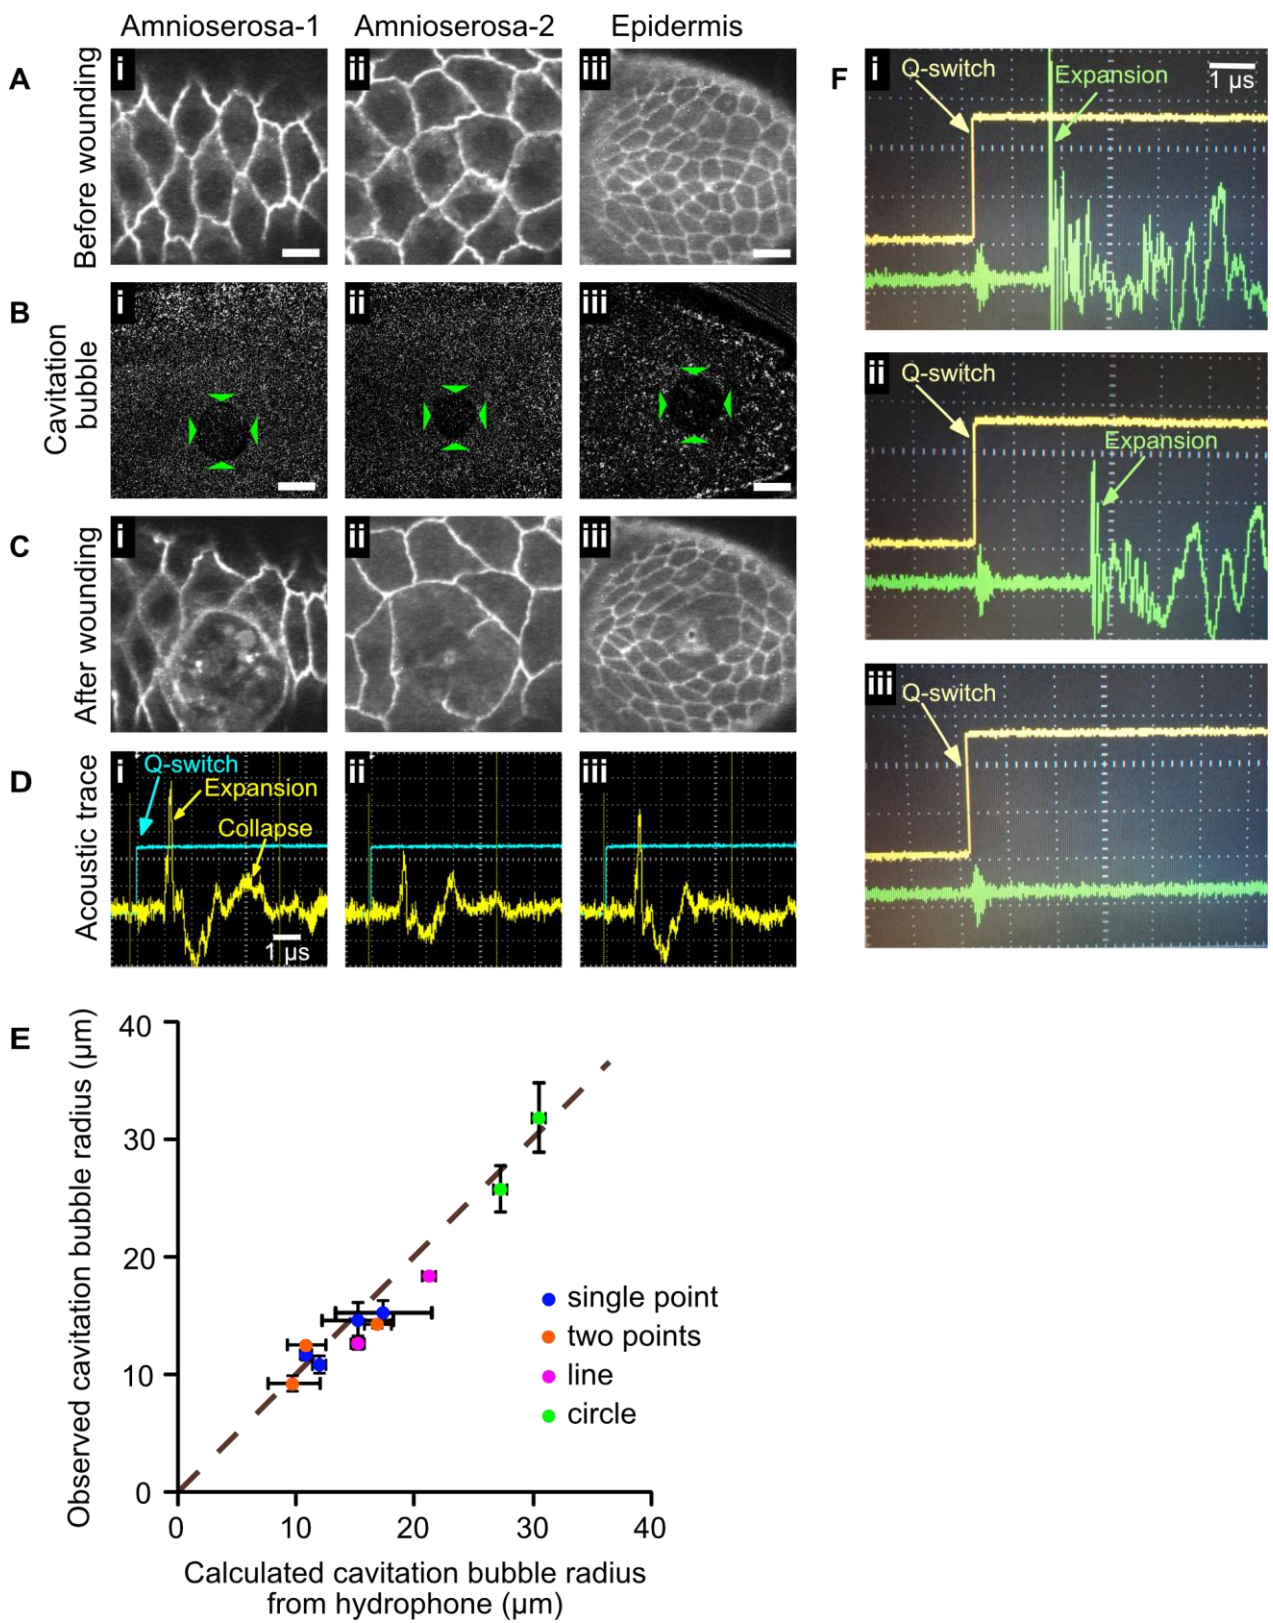 Amnioserosa-1
Amnioserosa-2
Epidermis
A
Before wounding
i
ii
iii
B
Cavitation
bubble
i
ii
iii
C
After wounding
i
ii
iii
D
Acoustic trace
i
Q-switch
Expansion
Collapse
1 µs
ii
iii
F
i
Q-switch
Expansion
1 µs
ii
Q-switch
Expansion
iii
Q-switch
E
Observed cavitation bubble radius (µm)
40
30
20
10
0
0
10
20
30
40
single point
two points
line
circle
Calculated cavitation bubble radius
from hydrophone (µm)